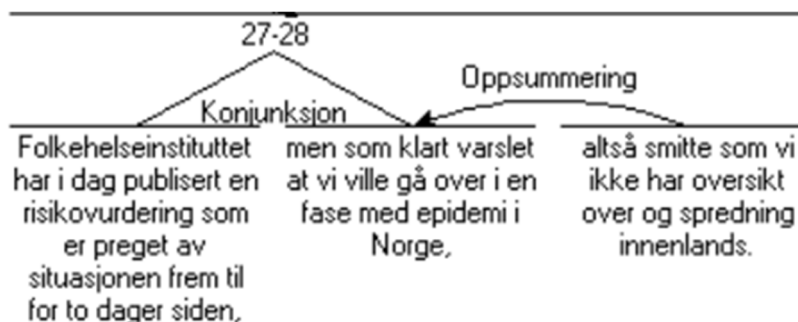 27-28
Oppsummering
Konjunksjon
Folkehelseinstituttet
har i dag publisert en
risikovurdering som
er preget av
situasjonen frem til
for to dager siden,
men som klart varslet
at vi ville gå over i en
fase med epidemi i
Norge,
altså smitte som vi
ikke har oversikt
over og spredning
innenlands.